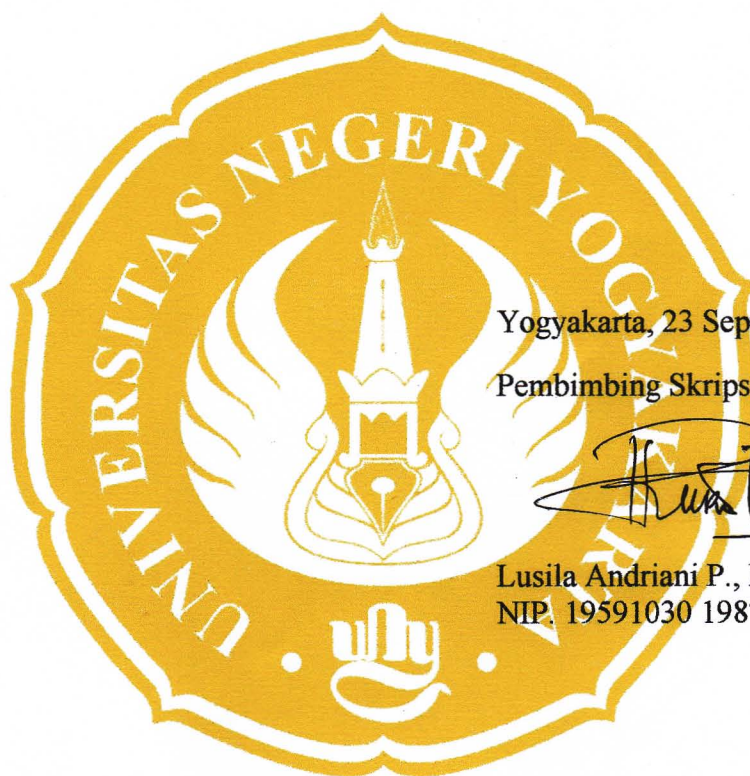 UNIVERSITAS NEGERI YOGYAKARTA
Yogyakarta, 23 Sep
Pembimbing Skrips
Lusila Andriani P.,
NIP. 19591030 198
uny